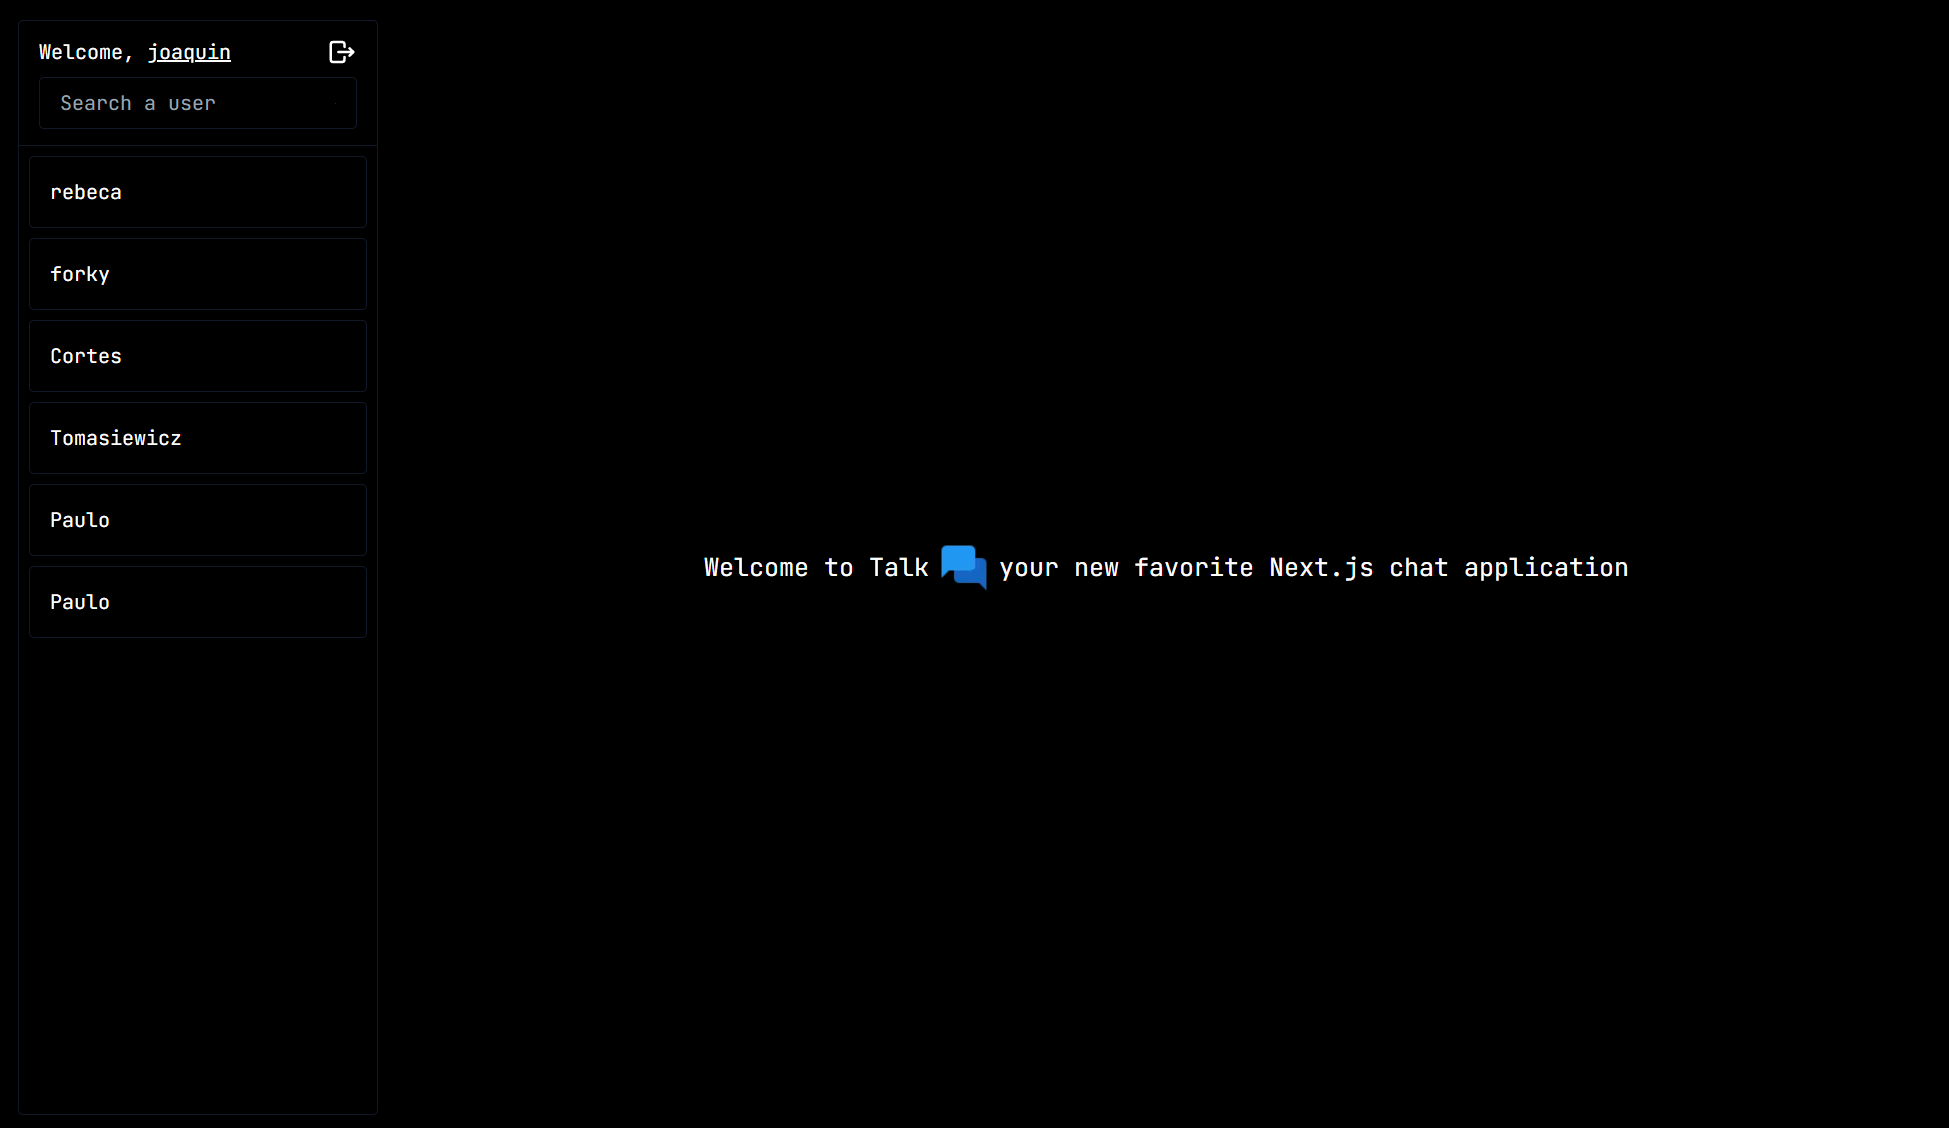 Welcome, joaquin
Search a user
rebeca
forky
Cortes
Tomasiewicz
Paulo
Paulo
Welcome to Talk your new favorite Next.js chat application